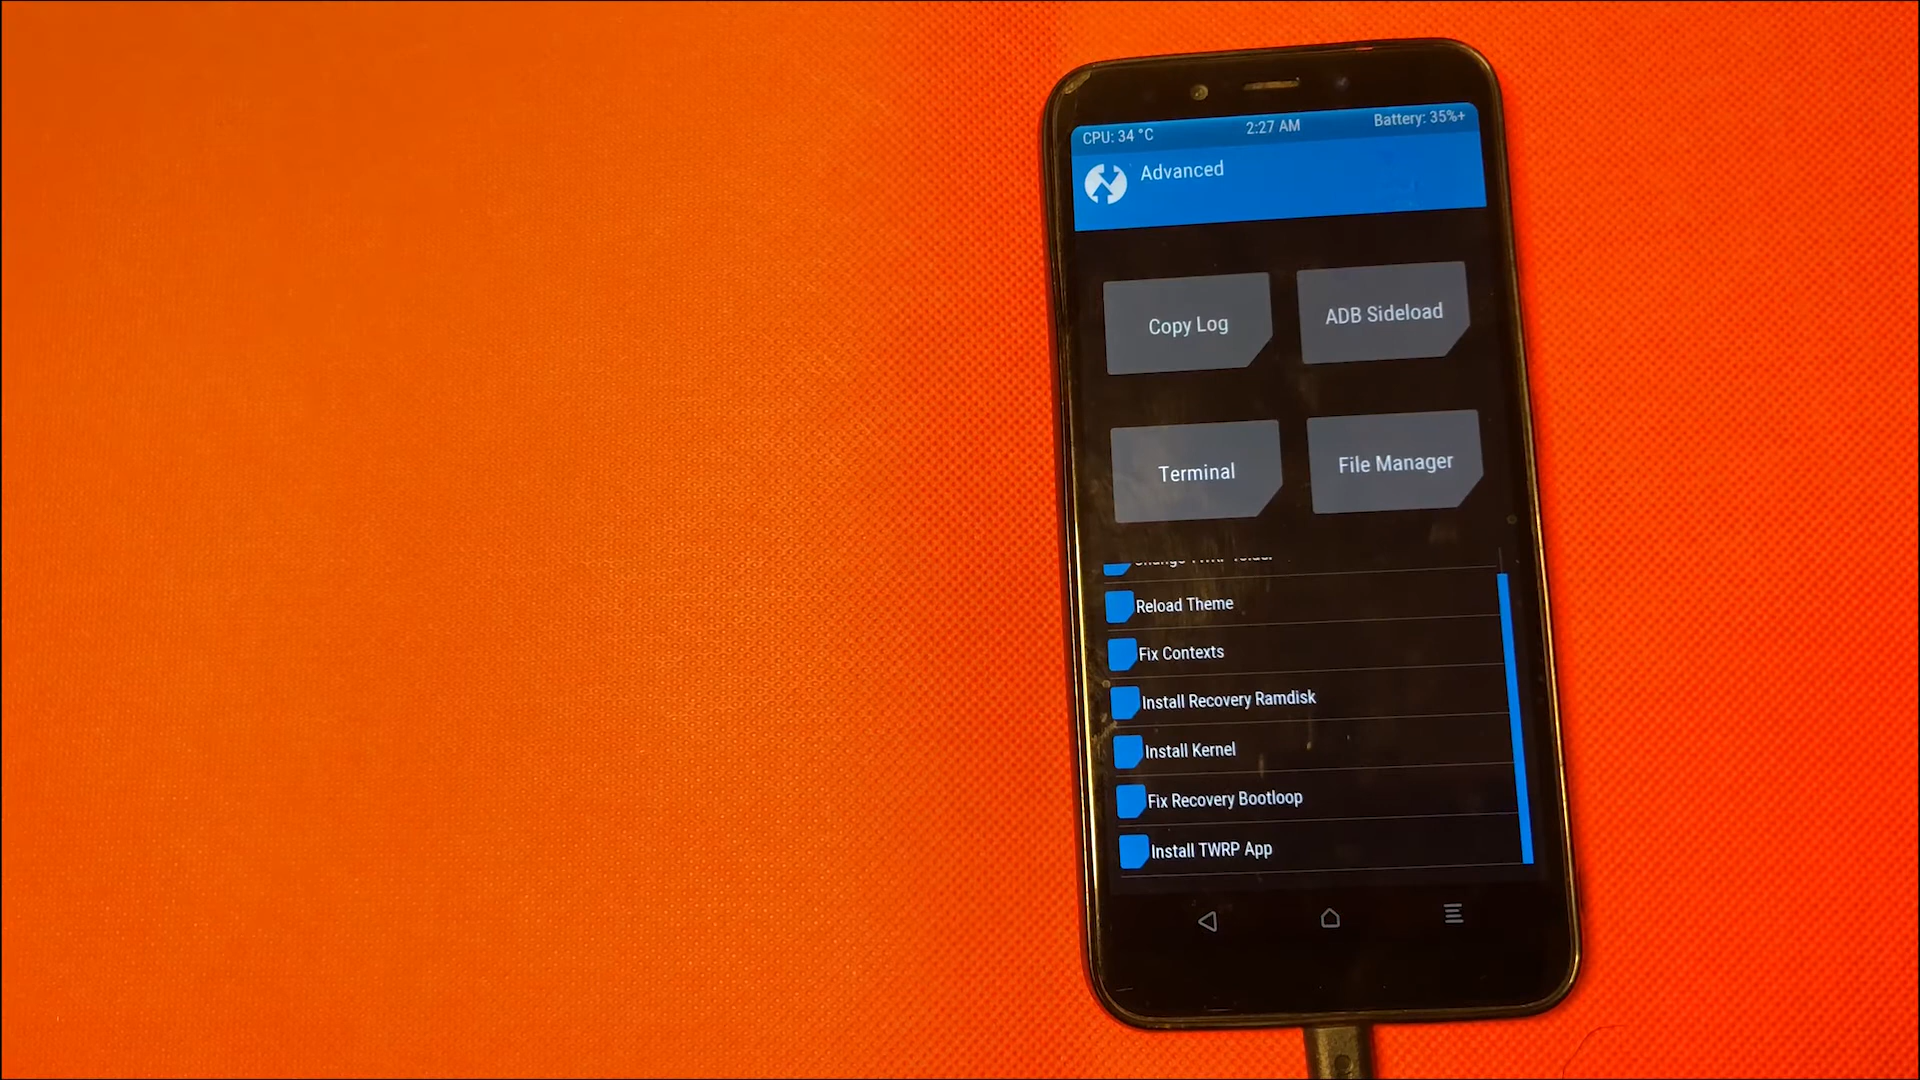 CPU: 34 °C 2:27 AM Battery: 35%+
Advanced
Copy Log ADB Sideload
Terminal File Manager
Reload Theme
Fix Contexts
Install Recovery Ramdisk
Install Kernel
Fix Recovery Bootloop
Install TWRP App